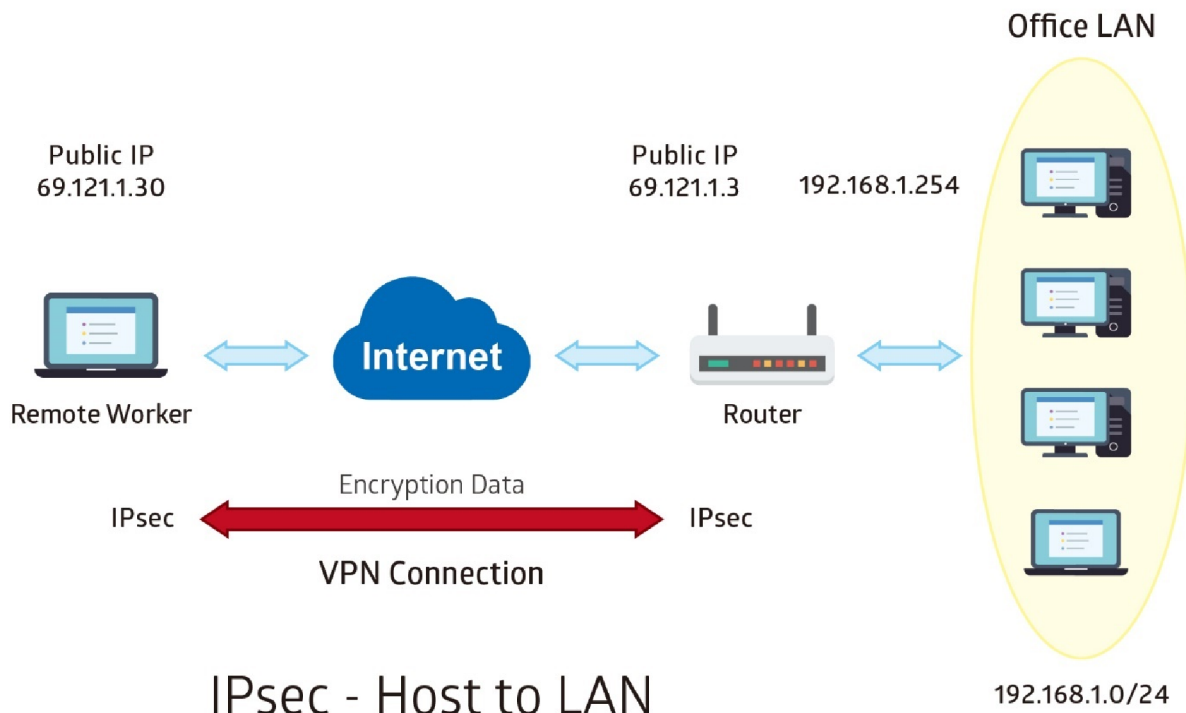 Office LAN
Public IP
69.121.1.30
Public IP
69.121.1.3
192.168.1.254
Internet
Remote Worker
Router
Encryption Data
IPsec
IPsec
VPN Connection
IPsec - Host to LAN
192.168.1.0/24